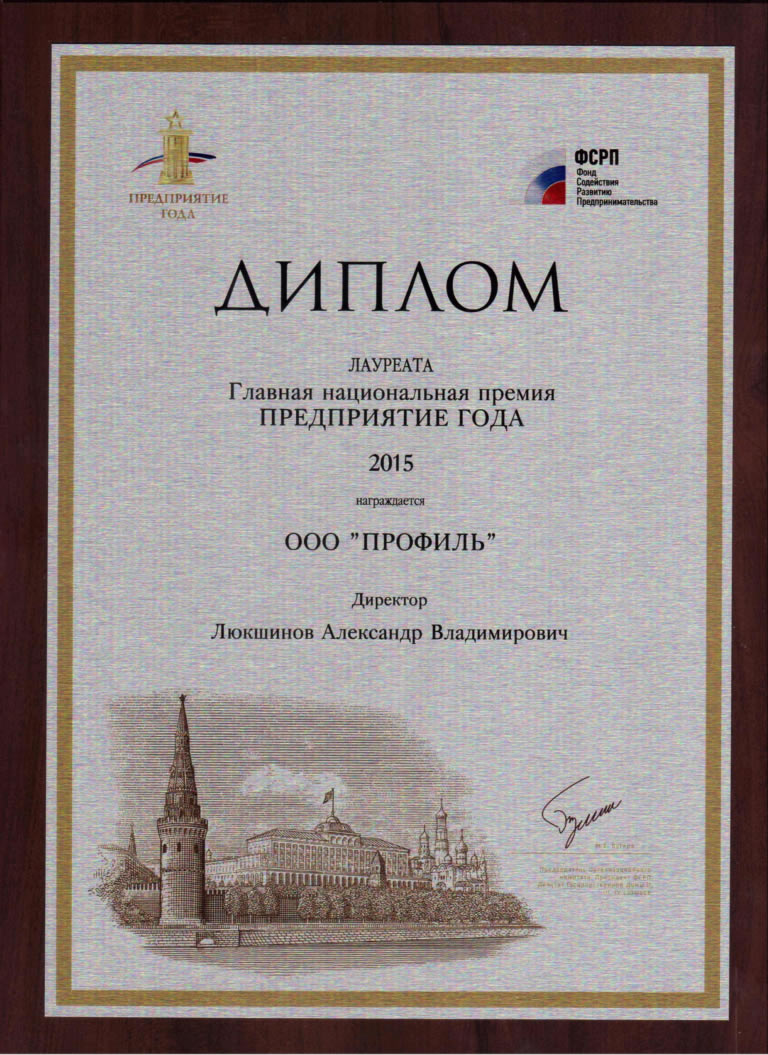 ПРЕДПРИЯТИЕ
ГОДА
ФСРП
Фонд
Содействия
Развитию
Предпринимательства
ДИПЛОМ
ЛАУРЕАТА
Главная национальная премия
ПРЕДПРИЯТИЕ ГОДА
2015
награждается
ООО "ПРОФИЛЬ"
Директор
Люкшинов Александр Владимирович